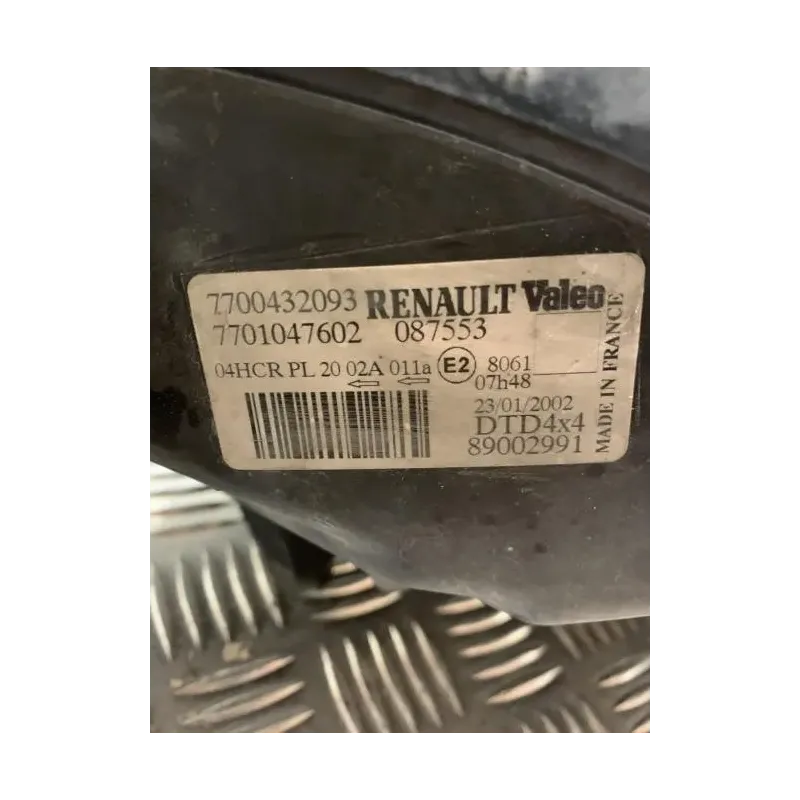 7700432093 RENAULT Valeo
7701047602 087553
04HCR PL 20 02A 011a E2 8061
07h48
23/01/2002
DTD4x4
89002991
MADE IN FRANCE